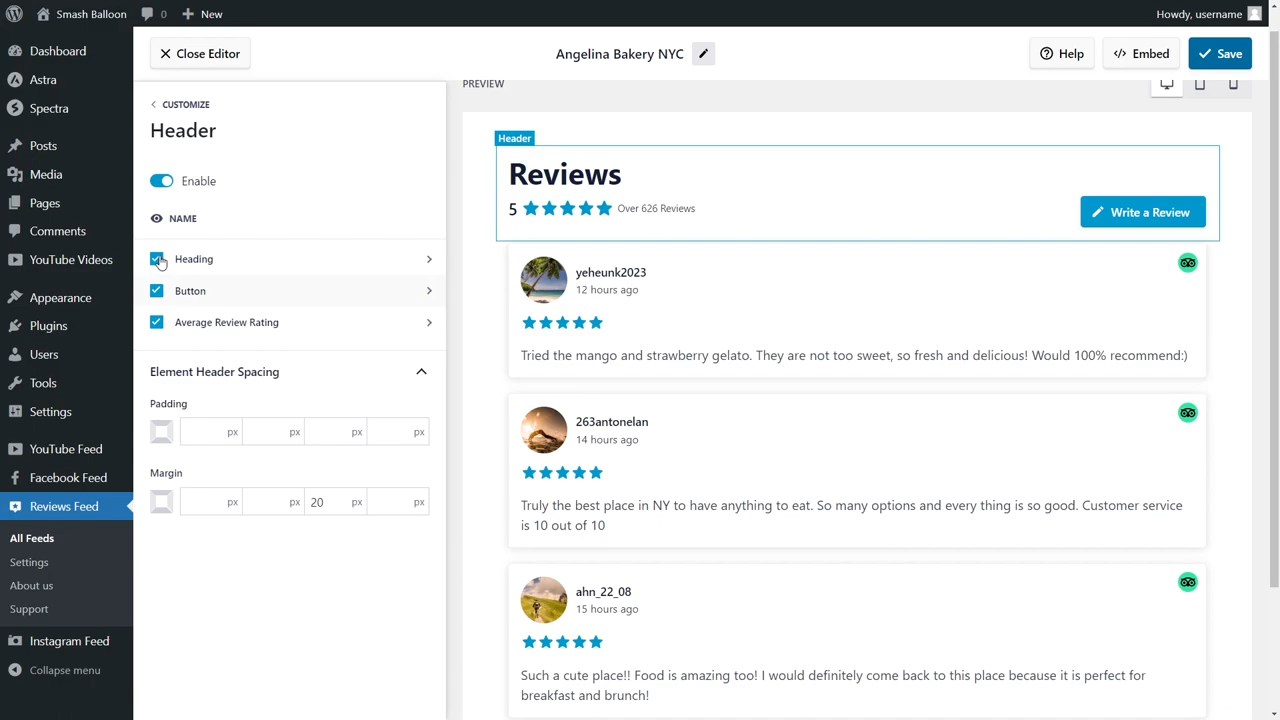 Smash Balloon
0
New
Howdy, username
Dashboard
Astra
Spectra
Posts
Media
Pages
Comments
YouTube Videos
Appearance
Plugins
Users
Tools
Settings
YouTube Feed
Facebook Feed
Reviews Feed
All Feeds
Settings
About us
Support
Instagram Feed
Collapse menu
Close Editor
Angelina Bakery NYC
Help
Embed
Save
CUSTOMIZE
Header
Enable
NAME
Heading
Button
Average Review Rating
Element Header Spacing
Padding
px px px px
Margin
px px 20 px px
PREVIEW
Header
Reviews
5 Over 626 Reviews
Write a Review
yeheunk2023
12 hours ago
Tried the mango and strawberry gelato. They are not too sweet, so fresh and delicious! Would 100% recommend:)
263antonelan
14 hours ago
Truly the best place in NY to have anything to eat. So many options and every thing is so good. Customer service
is 10 out of 10
ahn_22_08
15 hours ago
Such a cute place!! Food is amazing too! I would definitely come back to this place because it is perfect for
breakfast and brunch!